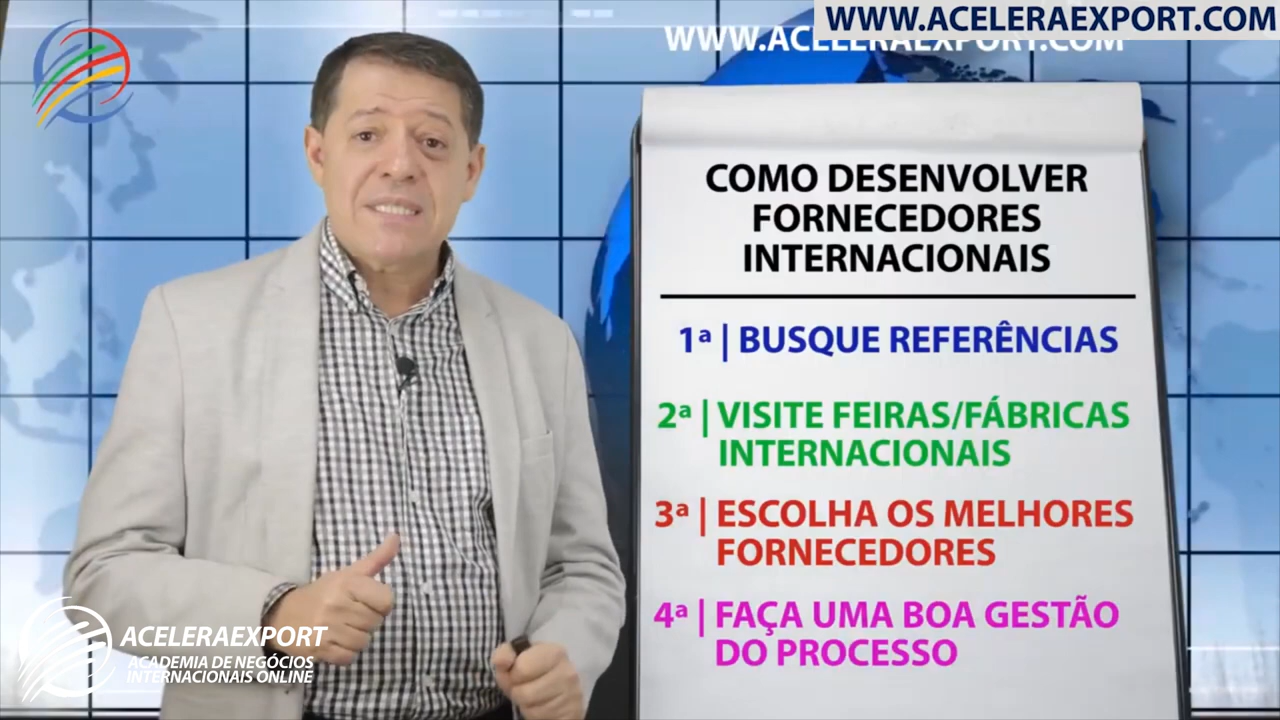 WWW.ACELERAEXPORT.COM
WWW.ACELERAEXPORT.COM
COMO DESENVOLVER
FORNECEDORES
INTERNACIONAIS
1ª | BUSQUE REFERÊNCIAS
2ª | VISITE FEIRAS/FÁBRICAS
INTERNACIONAIS
3ª | ESCOLHA OS MELHORES
FORNECEDORES
4ª | FAÇA UMA BOA GESTÃO
DO PROCESSO
ACELERAEXPORT
ACADEMIA DE NEGÓCIOS
INTERNACIONAIS ONLINE